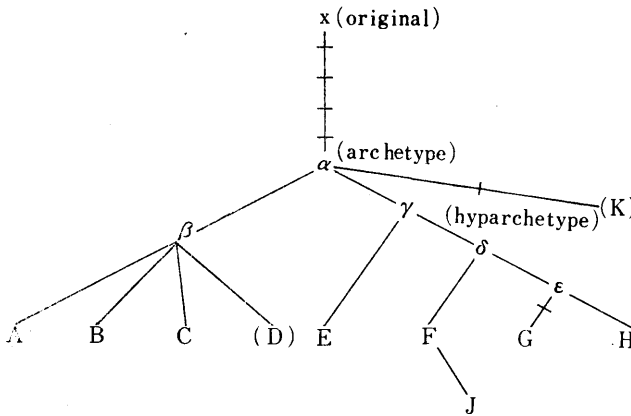 x (original)
α (archetype)
(K)
γ (hyparchetype)
β
δ
ε
A B C (D) E F G H
J